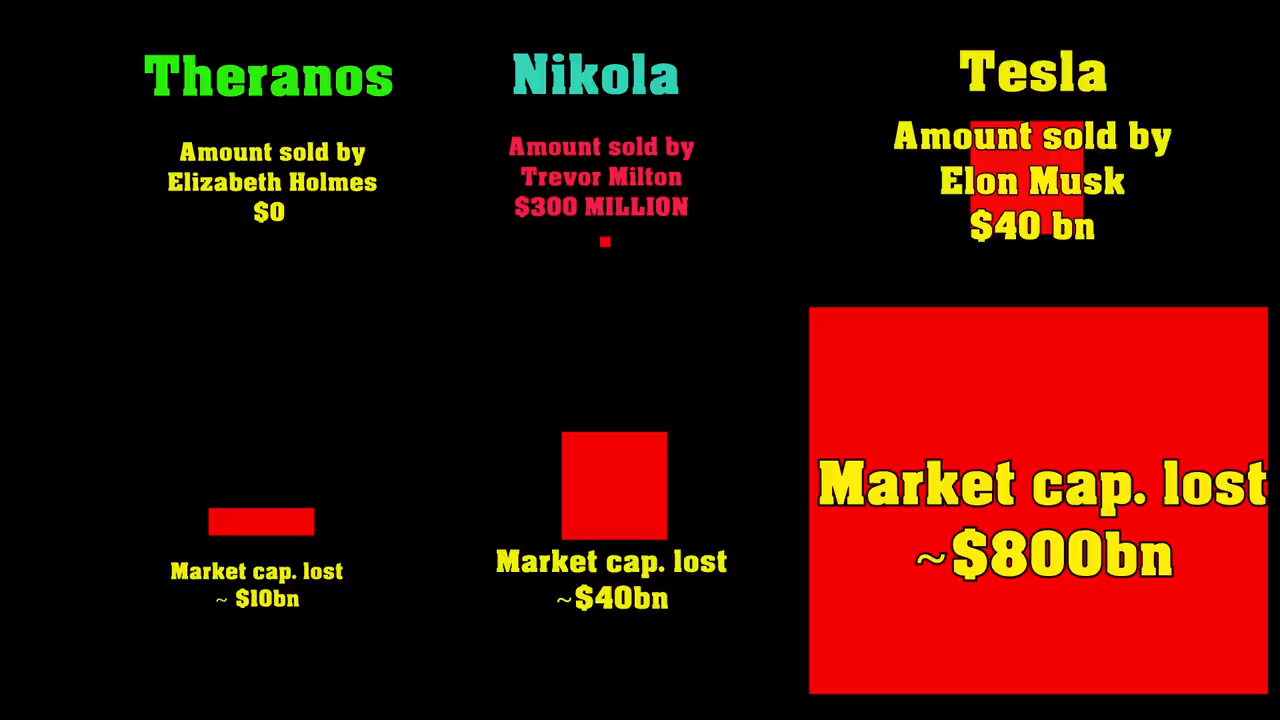 Theranos
Amount sold by
Elizabeth Holmes
$0
Market cap. lost
~ $10bn
Nikola
Amount sold by
Trevor Milton
$300 MILLION
Market cap. lost
~$40bn
Tesla
Amount sold by
Elon Musk
$40 bn
Market cap. lost
~$800bn